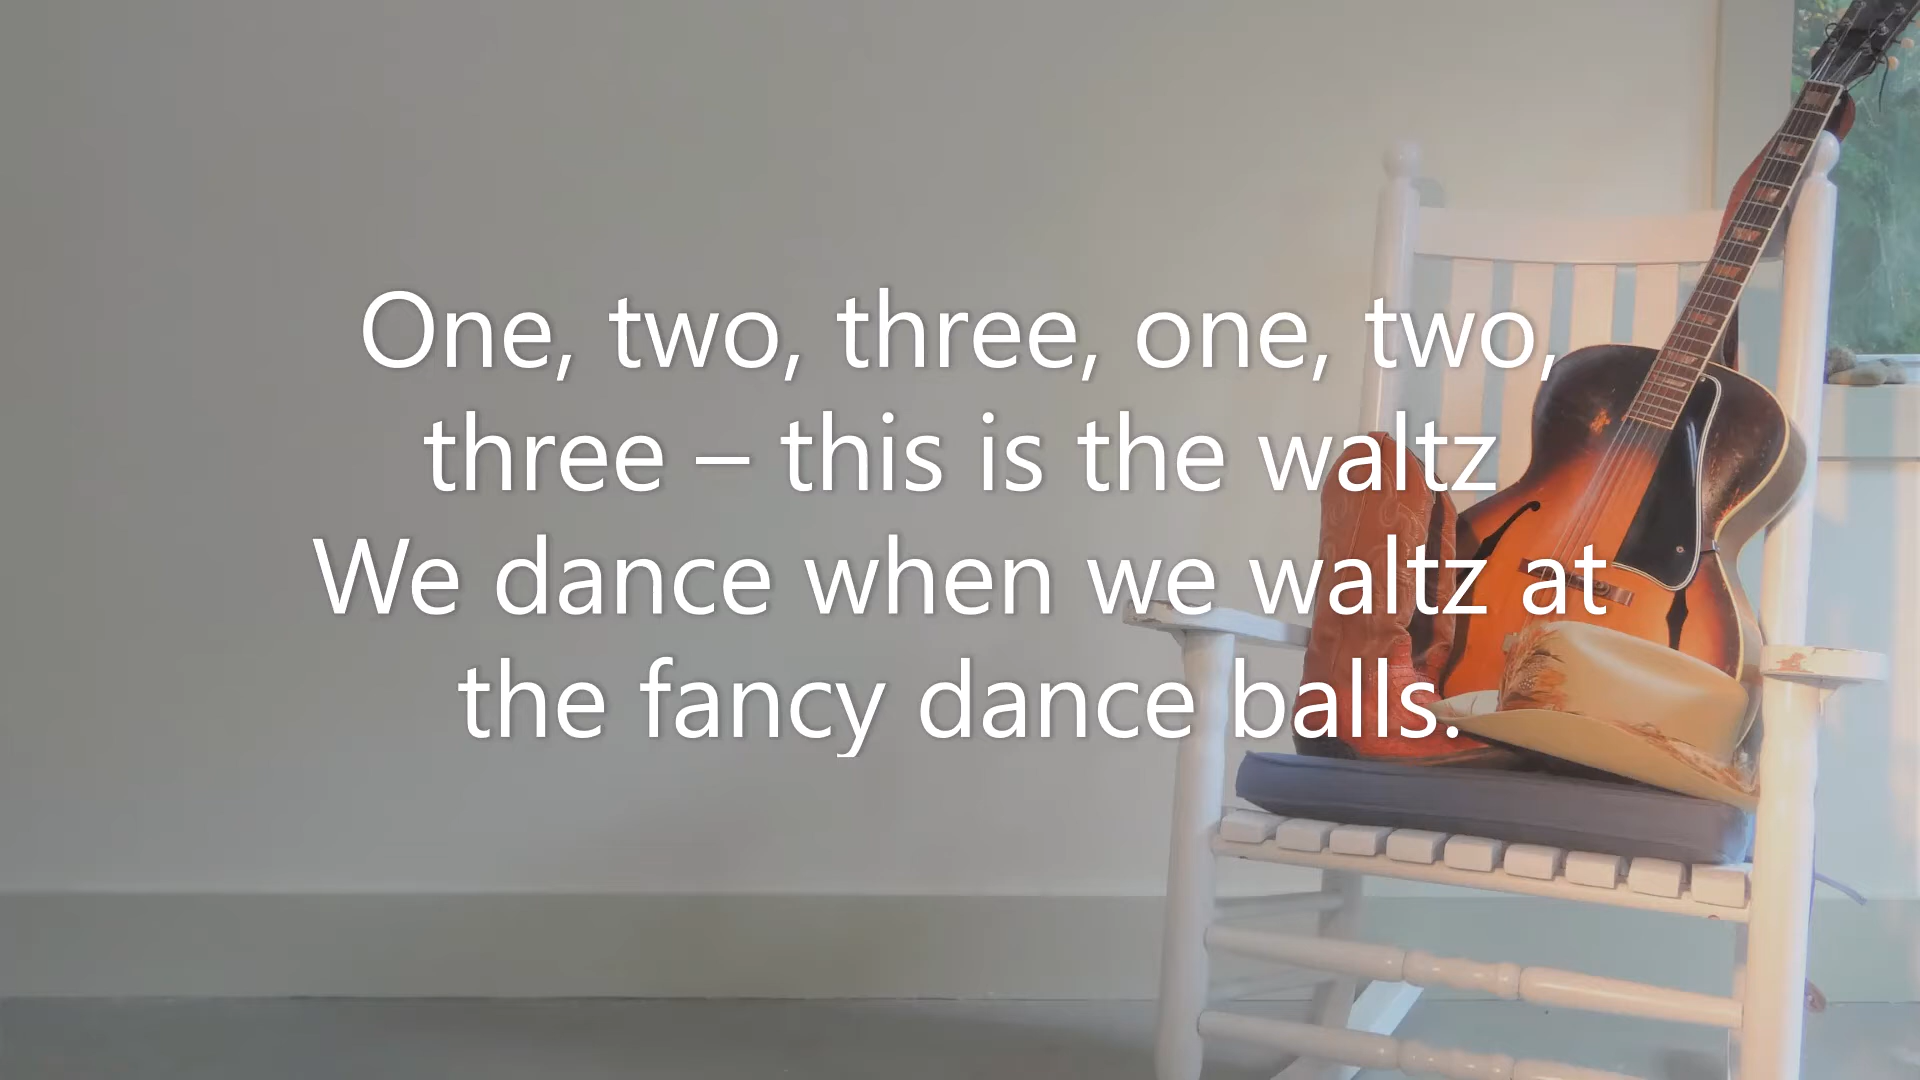 One, two, three, one, two,
three – this is the waltz
We dance when we waltz at
the fancy dance balls.